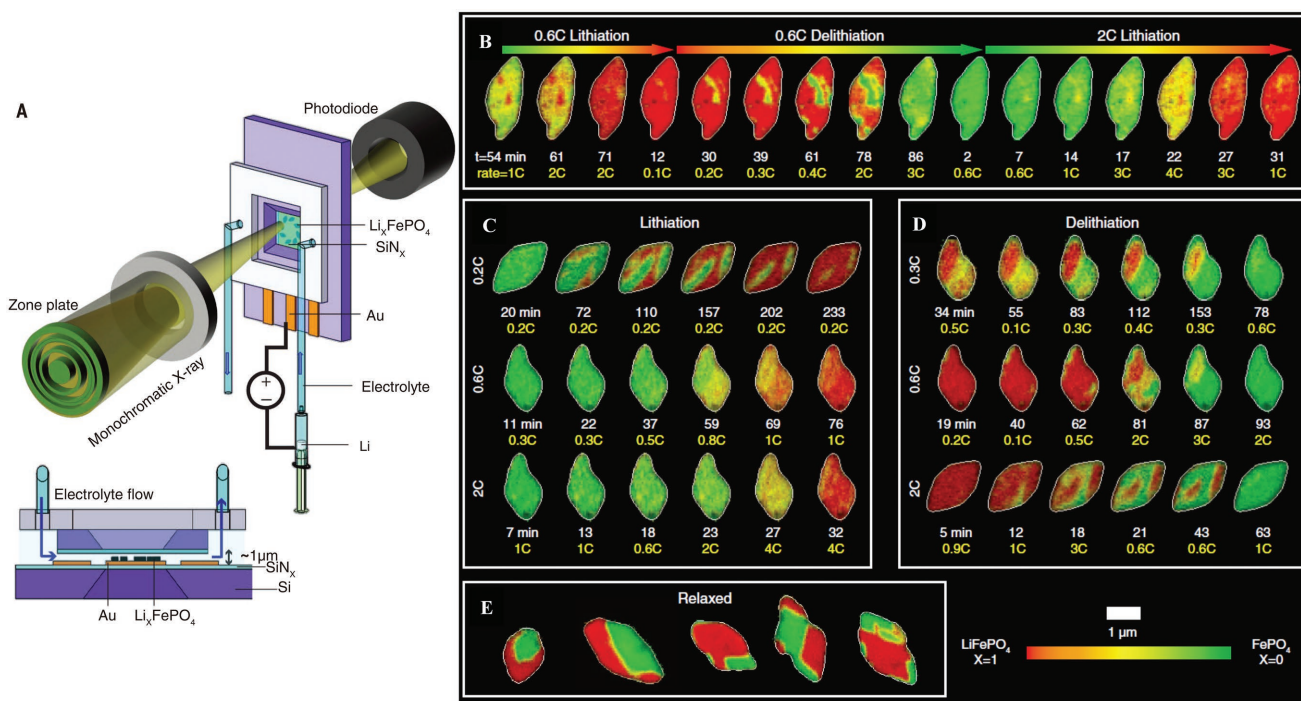 A
Photodiode
Li_xFePO_4
SiN_x
Zone plate
Au
Monochromatic X-ray
Electrolyte
Li
Electrolyte flow
~1μm
SiN_x
Si
Au
Li_xFePO_4
B
0.6C Lithiation 0.6C Delithiation 2C Lithiation
t=54 min 61 71 12 30 39 61 78 86 2 7 14 17 22 27 31
rate=1C 2C 2C 0.1C 0.2C 0.3C 0.4C 2C 3C 0.6C 0.6C 1C 3C 4C 3C 1C
C
Lithiation
0.2C
20 min 72 110 157 202 233
0.2C 0.2C 0.2C 0.2C 0.2C 0.2C
0.6C
11 min 22 37 59 69 76
0.3C 0.3C 0.5C 0.8C 1C 1C
2C
7 min 13 18 23 27 32
1C 1C 0.6C 2C 4C 4C
D
Delithiation
0.3C
34 min 55 83 112 153 78
0.5C 0.1C 0.3C 0.4C 0.3C 0.6C
0.6C
19 min 40 62 81 87 93
0.2C 0.1C 0.5C 2C 3C 2C
2C
5 min 12 18 21 43 63
0.9C 1C 3C 0.6C 0.6C 1C
E
Relaxed
1 μm
LiFePO_4
X=1
FePO_4
X=0